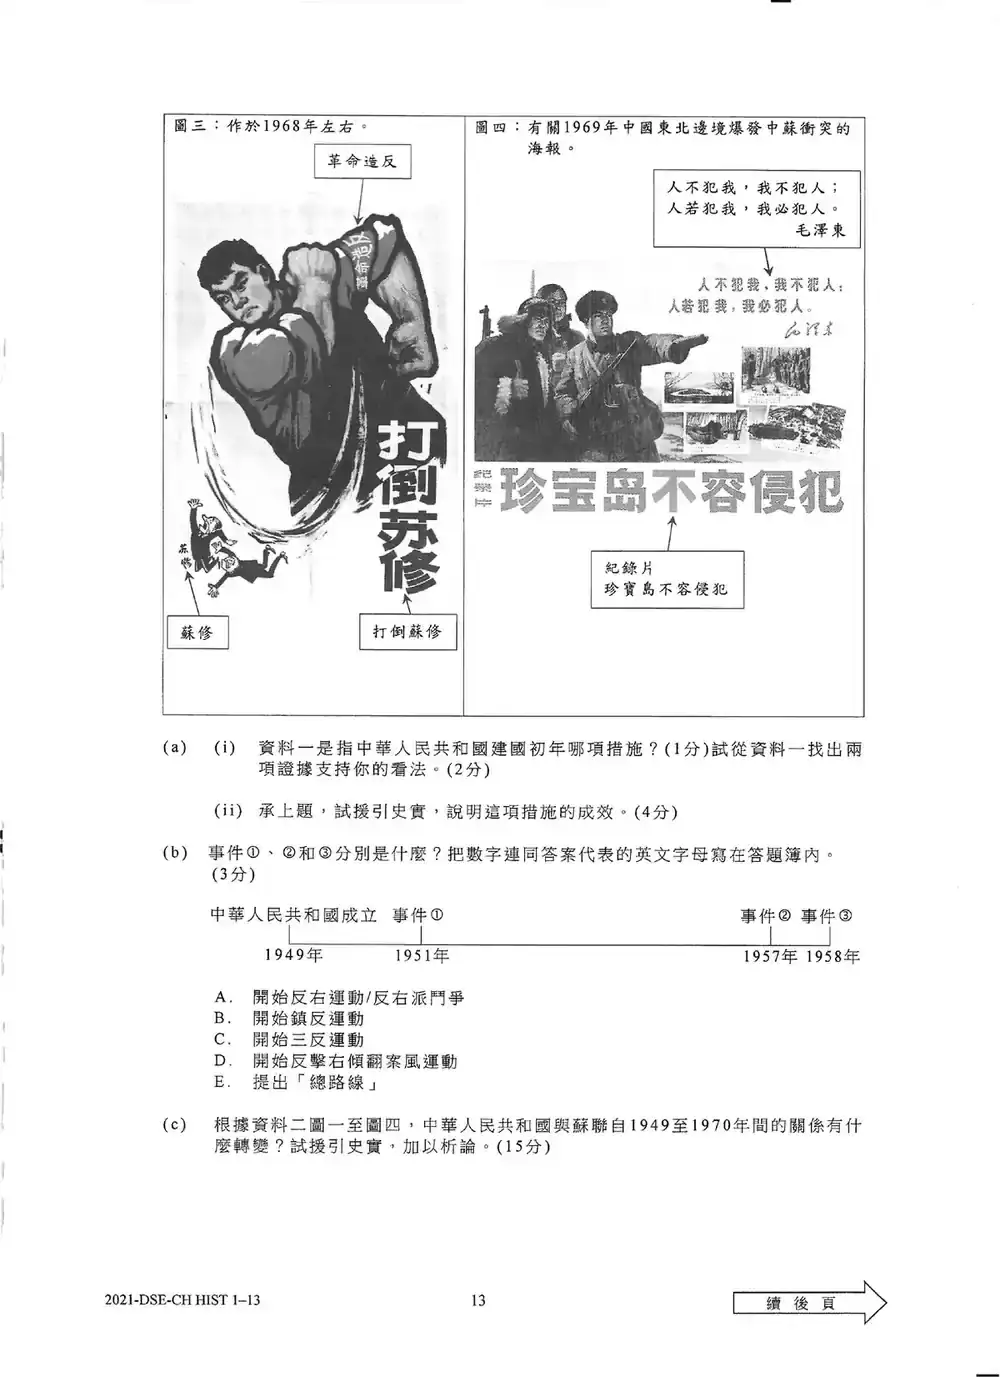 圖三：作於1968年左右。
革命造反
革命造反
打倒苏修
苏修
蘇修
打倒蘇修
圖四：有關1969年中國東北邊境爆發中蘇衝突的
海報。
人不犯我，我不犯人；
人若犯我，我必犯人。
毛澤東
人不犯我，我不犯人；
人若犯我，我必犯人。
毛泽东
珍宝岛不容侵犯
紀錄片
珍寶島不容侵犯
(a) (i) 資料一是指中華人民共和國建國初年哪項措施？(1分)試從資料一找出兩
項證據支持你的看法。(2分)
(ii) 承上題，試援引史實，說明這項措施的成效。(4分)
(b) 事件①、②和③分別是什麼？把數字連同答案代表的英文字母寫在答題簿內。
(3分)
中華人民共和國成立 事件① 事件② 事件③
1949年 1951年 1957年 1958年
A. 開始反右運動/反右派鬥爭
B. 開始鎮反運動
C. 開始三反運動
D. 開始反擊右傾翻案風運動
E. 提出「總路線」
(c) 根據資料二圖一至圖四，中華人民共和國與蘇聯自1949至1970年間的關係有什
麼轉變？試援引史實，加以析論。(15分)
2021-DSE-CH HIST 1–13
13
續後頁